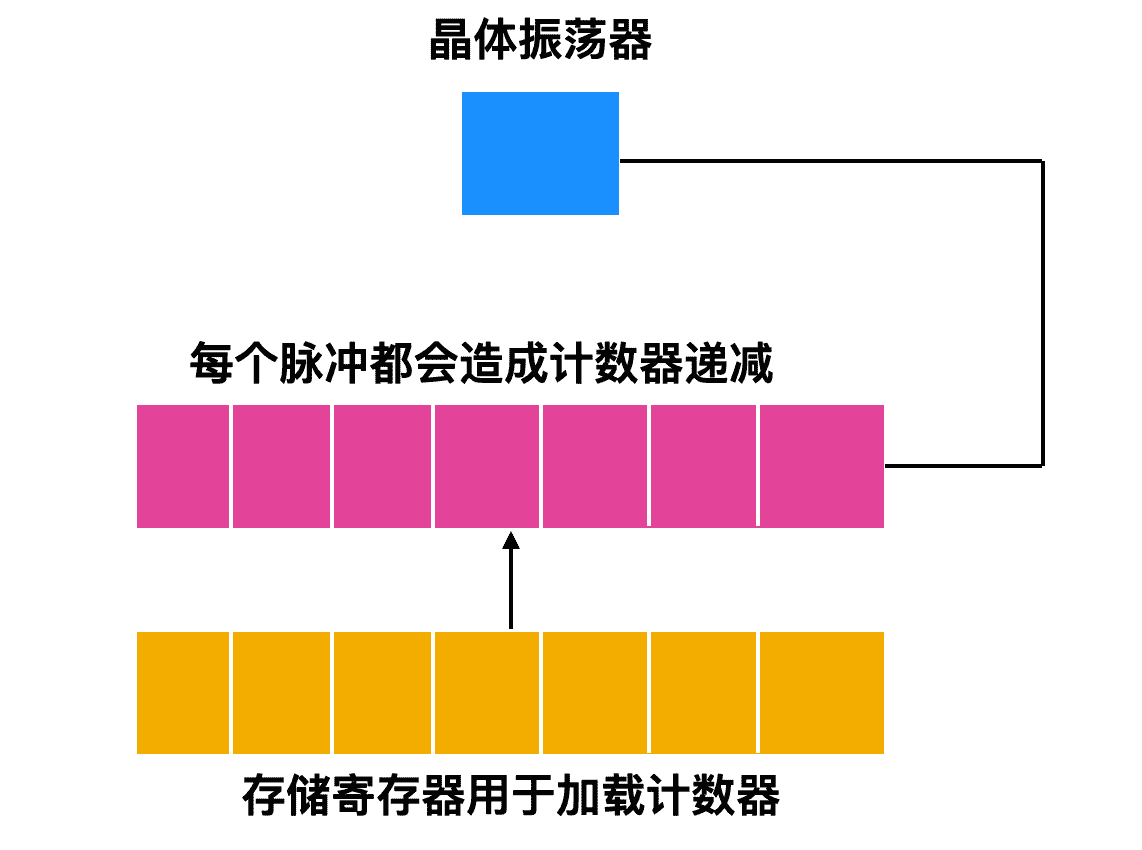 晶体振荡器
每个脉冲都会造成计数器递减
存储寄存器用于加载计数器